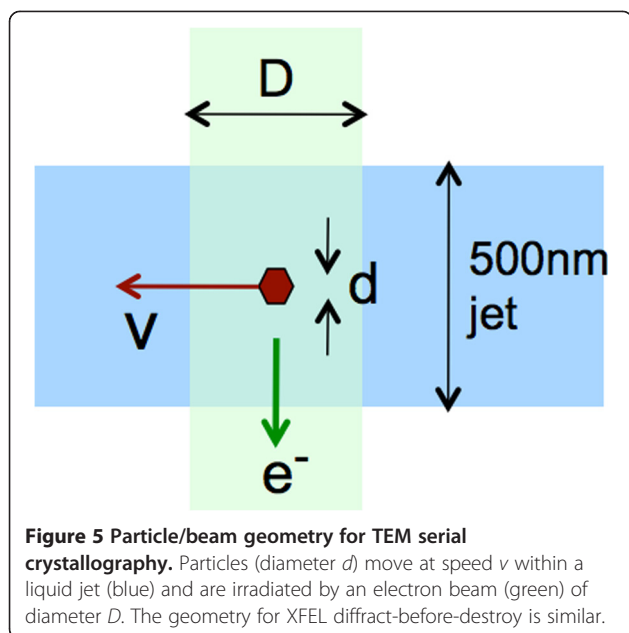 D
500nm
jet
d
v
e-
Figure 5 Particle/beam geometry for TEM serial
crystallography. Particles (diameter d) move at speed v within a
liquid jet (blue) and are irradiated by an electron beam (green) of
diameter D. The geometry for XFEL diffract-before-destroy is similar.